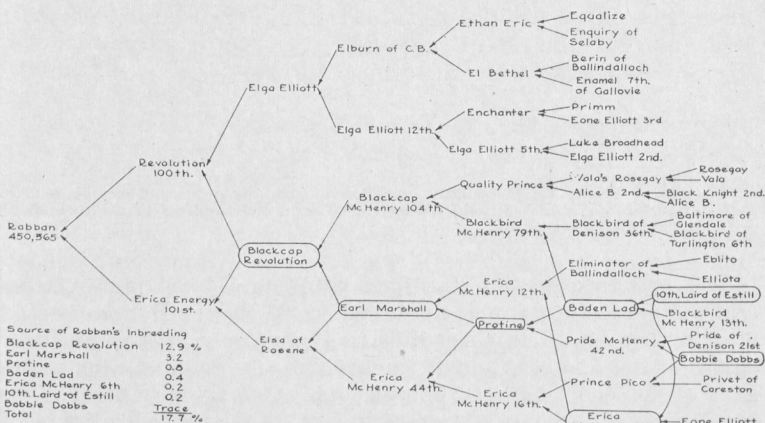 Ethan Eric
Equalize
Enquiry of
Selaby
Elburn of C.B.
El Bethel
Berin of
Ballindalloch
Enamel 7th.
of Gallovie
Elga Elliott
Enchanter
Primm
Eone Elliott 3rd
Elga Elliott 12th.
Elga Elliott 5th.
Luke Broadhead
Elga Elliott 2nd.
Revolution
100th.
Quality Prince
Vala's Rosegay
Rosegay
Vala
Alice B 2nd.
Black Knight 2nd.
Alice B.
Blackcap
McHenry 104th.
Blackbird
McHenry 79th.
Blackbird of
Denison 36th.
Baltimore of
Glendale
Blackbird of
Turlington 6th
Rabban
450,565
Blackcap
Revolution
Erica
McHenry 12th.
Eliminator of
Ballindalloch
Eblito
Elliota
Erica Energy
101st.
Earl Marshall
Protine
Baden Lad
10th. Laird of Estill
Blackbird
McHenry 13th.
Elsa of
Rosene
Pride McHenry
42 nd.
Pride of
Denison 21st
Bobbie Dobbs
Erica
McHenry 44th.
Erica
McHenry 16th.
Prince Pico
Privet of
Careston
Erica
Eone Elliott
Source of Rabban's Inbreeding
Blackcap Revolution 12.9 %
Earl Marshall 3.2
Protine 0.8
Baden Lad 0.4
Erica McHenry 6th 0.2
10th. Laird of Estill 0.2
Bobbie Dobbs Trace
Total 17.7 %